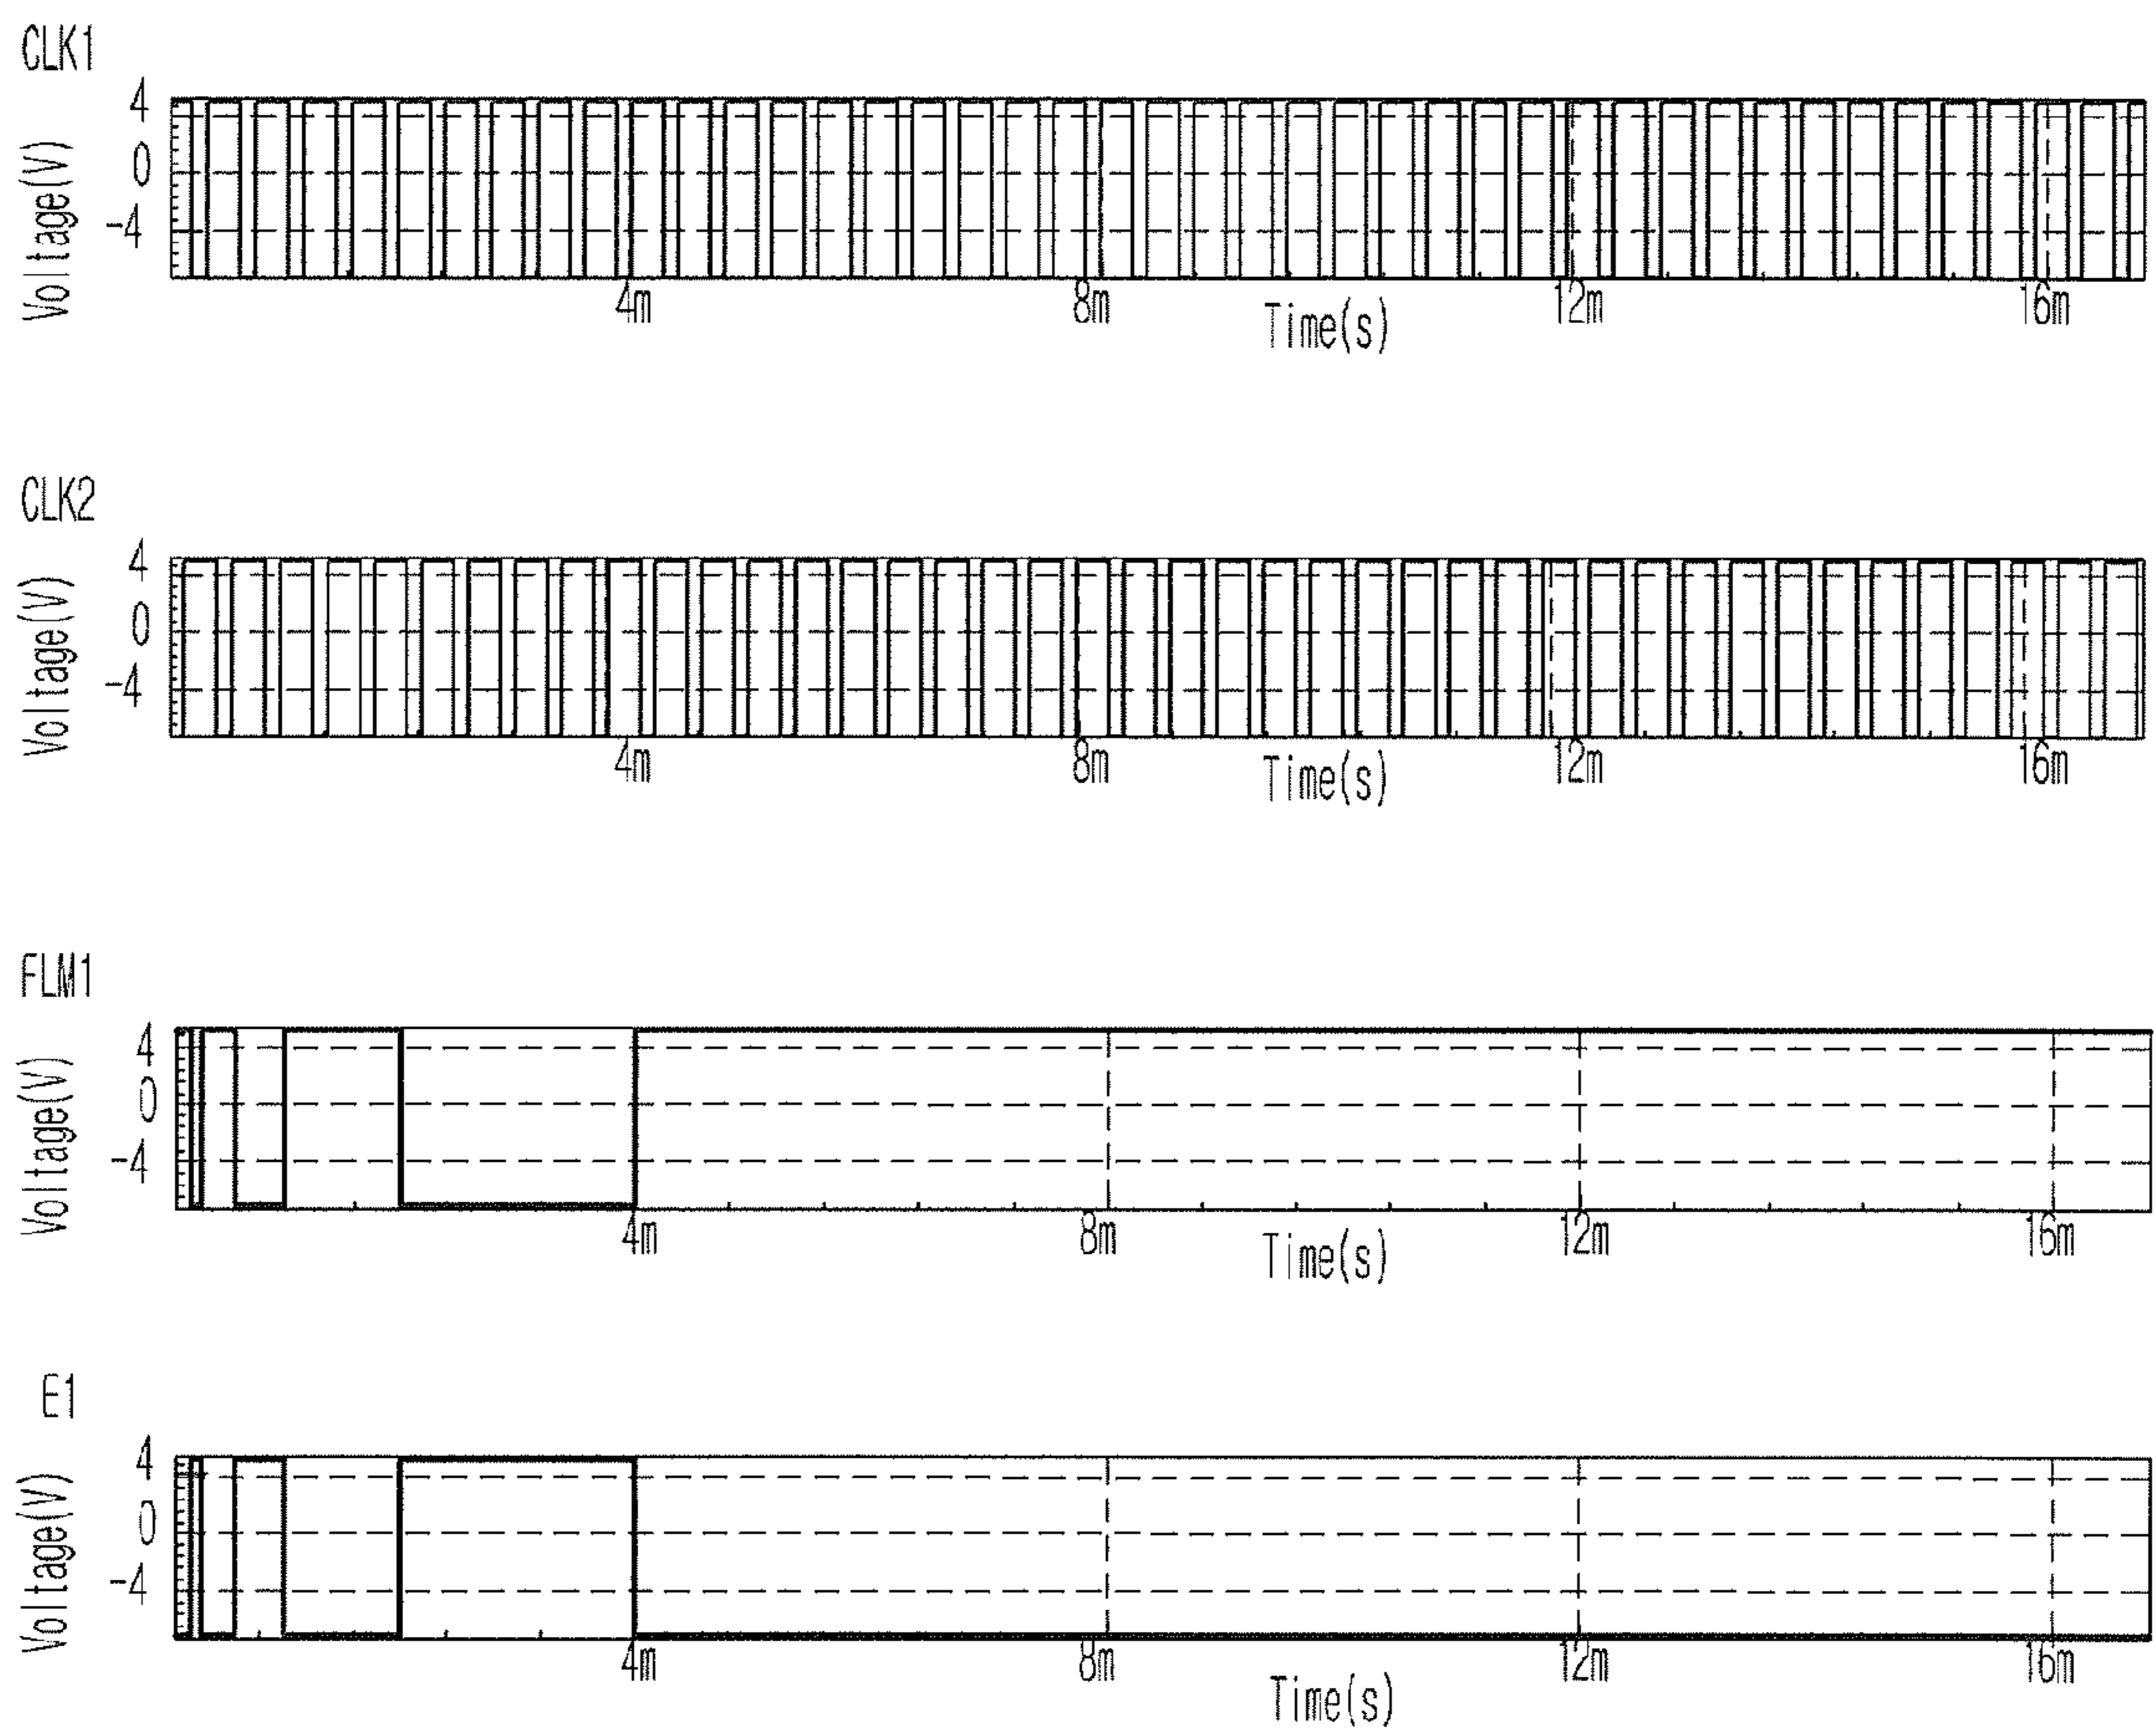 CLK1
Voltage(V)
4
0
-4
4m
8m
12m
16m
Time(s)
CLK2
Voltage(V)
4
0
-4
4m
8m
12m
16m
Time(s)
FLM1
Voltage(V)
4
0
-4
4m
8m
12m
16m
Time(s)
E1
Voltage(V)
4
0
-4
4m
8m
12m
16m
Time(s)